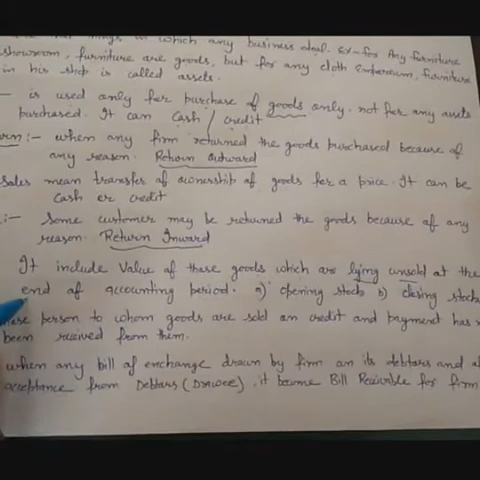 things in which any business deal. Ex- for Any furniture
showroom, furniture are goods, but for any cloth Emporeum, furniture
in his shop is called assets.
:- is used only for purchase of goods only. not for any assets
purchased. It can Cash / credit
urn :- when any firm returned the goods purchased because of
any reason. Return outward
Sales mean transfer of ownership of goods for a price. It can be
Cash or credit
:- Some customer may be returned the goods because of any
reason. Return Inward
It include Value of those goods which are lying unsold at the
end of accounting period. a) opening stock b) closing stock
person to whom goods are sold on credit and payment has
been received from them.
when any bill of exchange drawn by firm on its debtors and
acceptance from Debtors (Drawee), it become Bill Receivable for firm